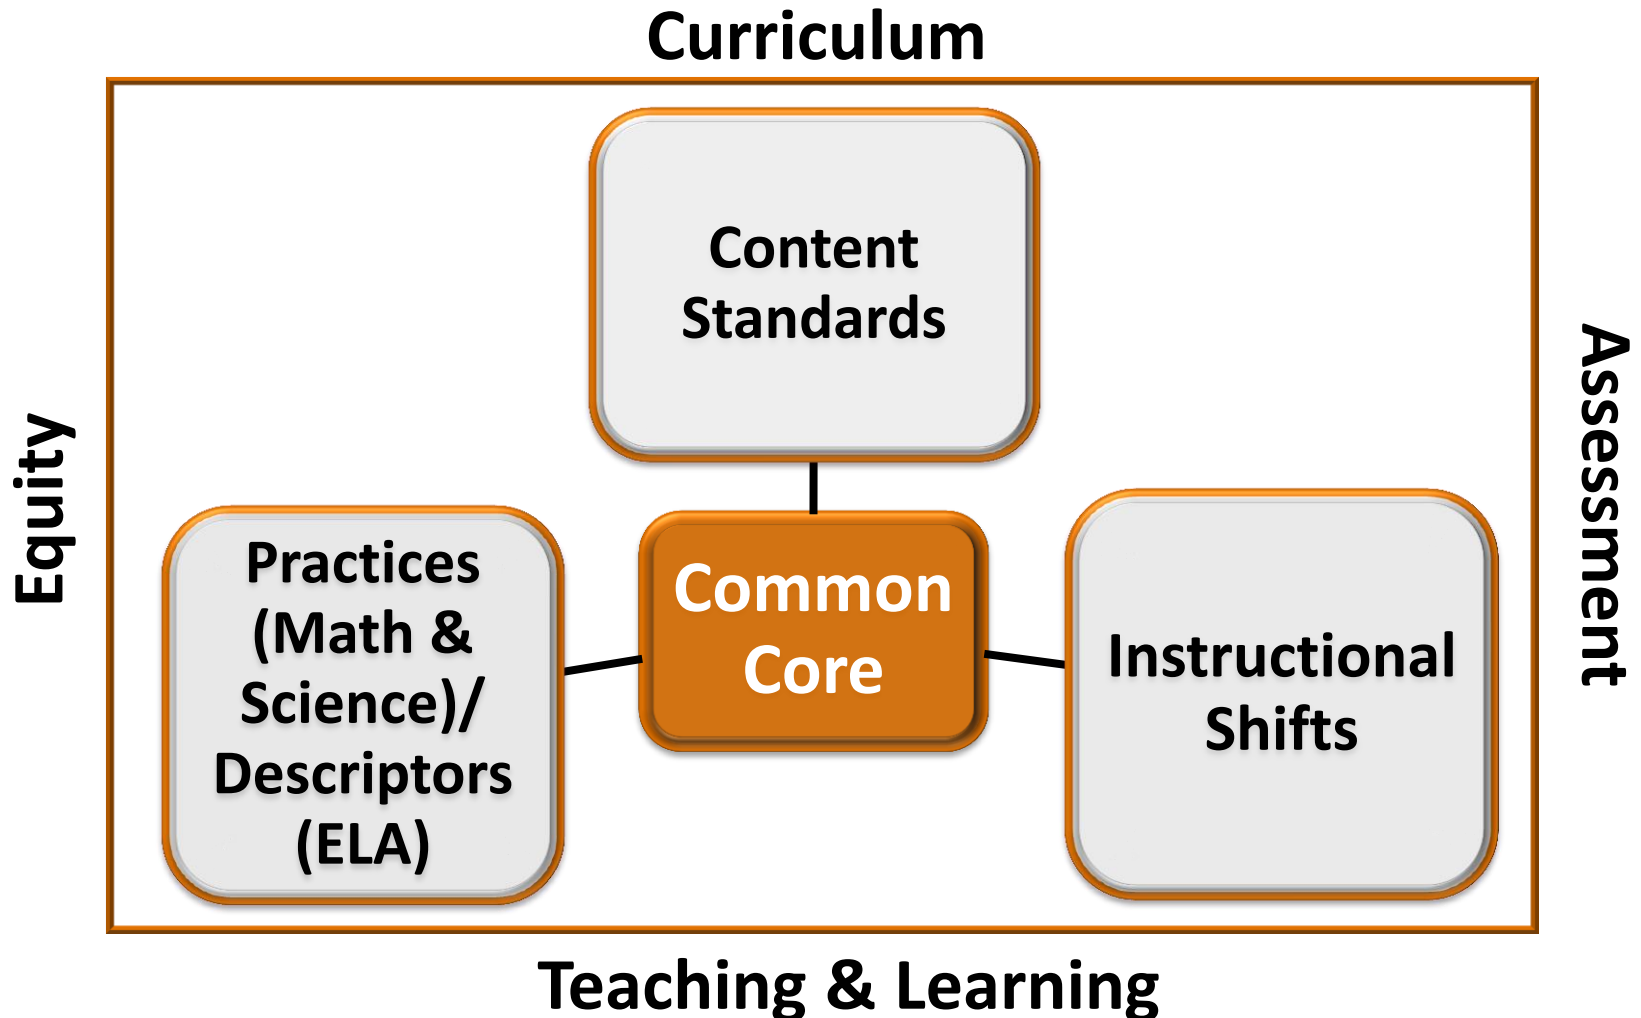 Curriculum
Content
Standards
Equity
Assessment
Practices
(Math &
Science)/
Descriptors
(ELA)
Common
Core
Instructional
Shifts
Teaching & Learning